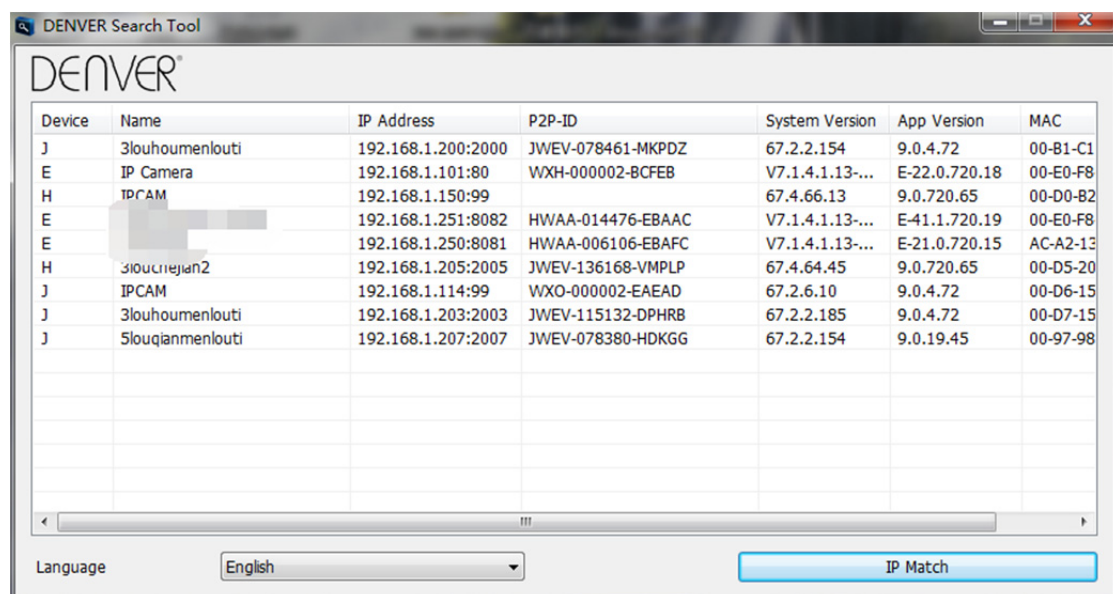 DENVER Search Tool
DENVER®
Device Name IP Address P2P-ID System Version App Version MAC
J 3louhoumenlouti 192.168.1.200:2000 JWEV-078461-MKPDZ 67.2.2.154 9.0.4.72 00-B1-C1
E IP Camera 192.168.1.101:80 WXH-000002-BCFEB V7.1.4.1.13-... E-22.0.720.18 00-E0-F8
H IPCAM 192.168.1.150:99 67.4.66.13 9.0.720.65 00-D0-B2
E 192.168.1.251:8082 HWAA-014476-EBAAC V7.1.4.1.13-... E-41.1.720.19 00-E0-F8
E 192.168.1.250:8081 HWAA-006106-EBAFC V7.1.4.1.13-... E-21.0.720.15 AC-A2-13
H 3louchejian2 192.168.1.205:2005 JWEV-136168-VMPLP 67.4.64.45 9.0.720.65 00-D5-20
J IPCAM 192.168.1.114:99 WXO-000002-EAEAD 67.2.6.10 9.0.4.72 00-D6-15
J 3louhoumenlouti 192.168.1.203:2003 JWEV-115132-DPHRB 67.2.2.185 9.0.4.72 00-D7-15
J 5louqianmenlouti 192.168.1.207:2007 JWEV-078380-HDKGG 67.2.2.154 9.0.19.45 00-97-98
Language English IP Match